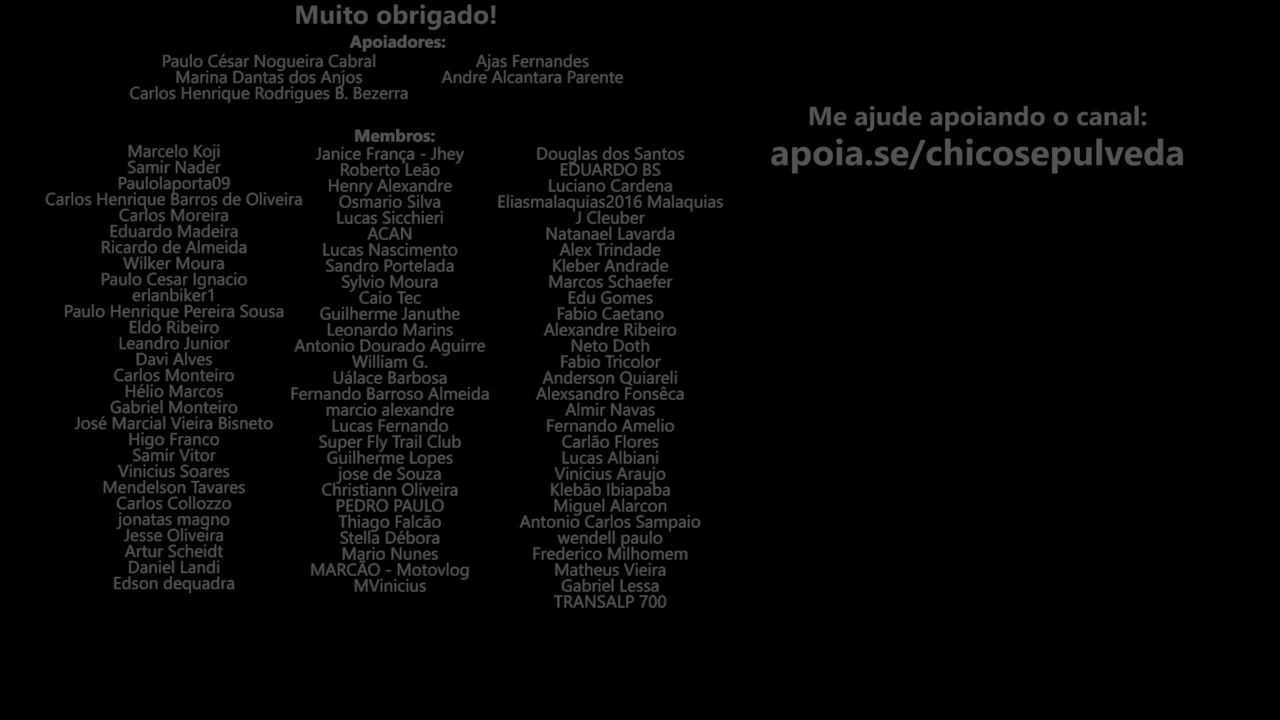 Muito obrigado!
Apoiadores:
Paulo César Nogueira Cabral
Marina Dantas dos Anjos
Carlos Henrique Rodrigues B. Bezerra
Ajas Fernandes
Andre Alcantara Parente
Membros:
Marcelo Koji
Samir Nader
Paulolaporta09
Carlos Henrique Barros de Oliveira
Carlos Moreira
Eduardo Madeira
Ricardo de Almeida
Wilker Moura
Paulo Cesar Ignacio
erlanbiker1
Paulo Henrique Pereira Sousa
Eldo Ribeiro
Leandro Junior
Davi Alves
Carlos Monteiro
Hélio Marcos
Gabriel Monteiro
José Marcial Vieira Bisneto
Higo Franco
Samir Vitor
Vinicius Soares
Mendelson Tavares
Carlos Collozzo
jonatas magno
Jesse Oliveira
Artur Scheidt
Daniel Landi
Edson dequadra
Janice França - Jhey
Roberto Leão
Henry Alexandre
Osmario Silva
Lucas Sicchieri
ACAN
Lucas Nascimento
Sandro Portelada
Sylvio Moura
Caio Tec
Guilherme Januthe
Leonardo Marins
Antonio Dourado Aguirre
William G.
Uálace Barbosa
Fernando Barroso Almeida
marcio alexandre
Lucas Fernando
Super Fly Trail Club
Guilherme Lopes
jose de Souza
Christiann Oliveira
PEDRO PAULO
Thiago Falcão
Stella Débora
Mario Nunes
MARCÃO - Motovlog
MVinicius
Douglas dos Santos
EDUARDO BS
Luciano Cardena
Eliasmalaquias2016 Malaquias
J Cleuber
Natanael Lavarda
Alex Trindade
Kleber Andrade
Marcos Schaefer
Edu Gomes
Fabio Caetano
Alexandre Ribeiro
Neto Doth
Fabio Tricolor
Anderson Quiareli
Alexsandro Fonsêca
Almir Navas
Fernando Amelio
Carlão Flores
Lucas Albiani
Vinicius Araujo
Klebão Ibiapaba
Miguel Alarcon
Antonio Carlos Sampaio
wendell paulo
Frederico Milhomem
Matheus Vieira
Gabriel Lessa
TRANSALP 700
Me ajude apoiando o canal:
apoia.se/chicosepulveda